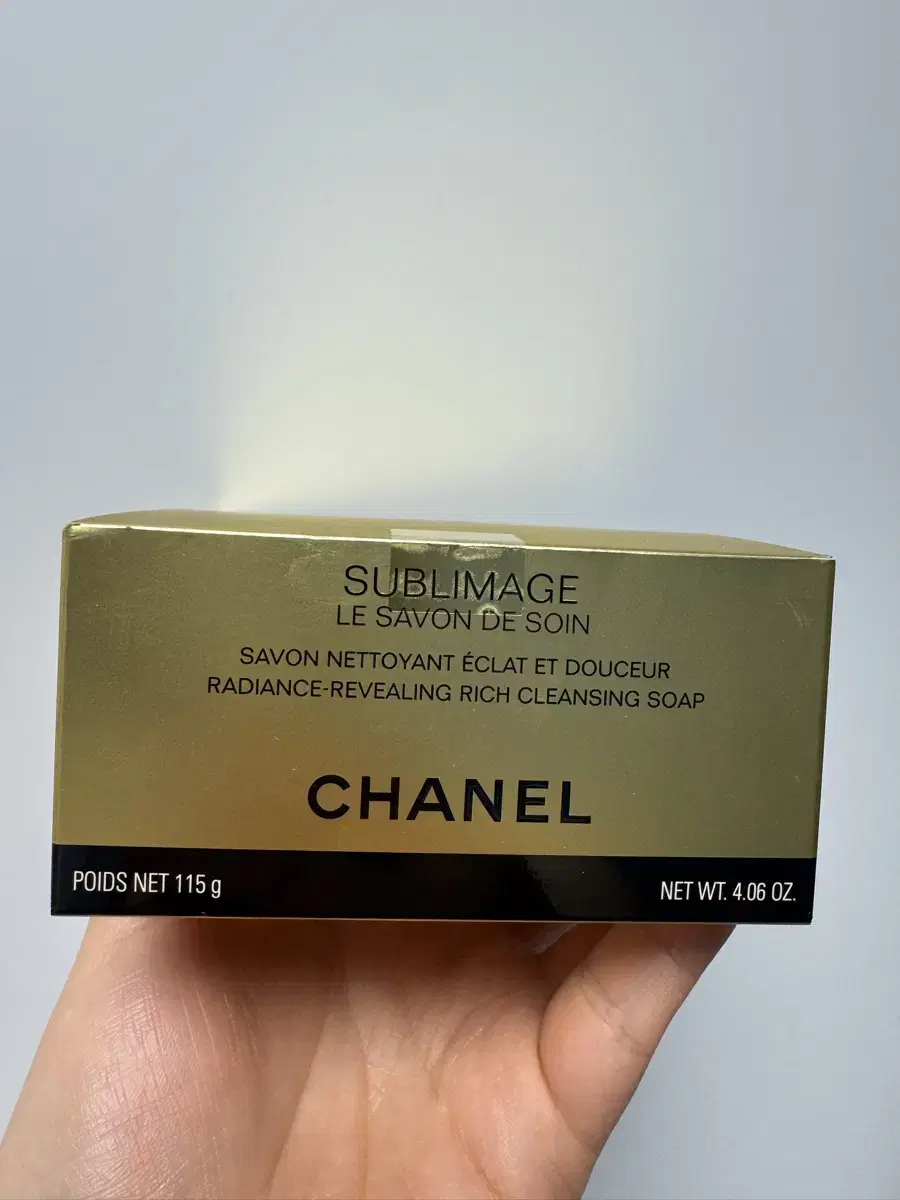 SUBLIMAGE
LE SAVON DE SOIN
SAVON NETTOYANT ÉCLAT ET DOUCEUR
RADIANCE-REVEALING RICH CLEANSING SOAP
CHANEL
POIDS NET 115 g
NET WT. 4.06 OZ.